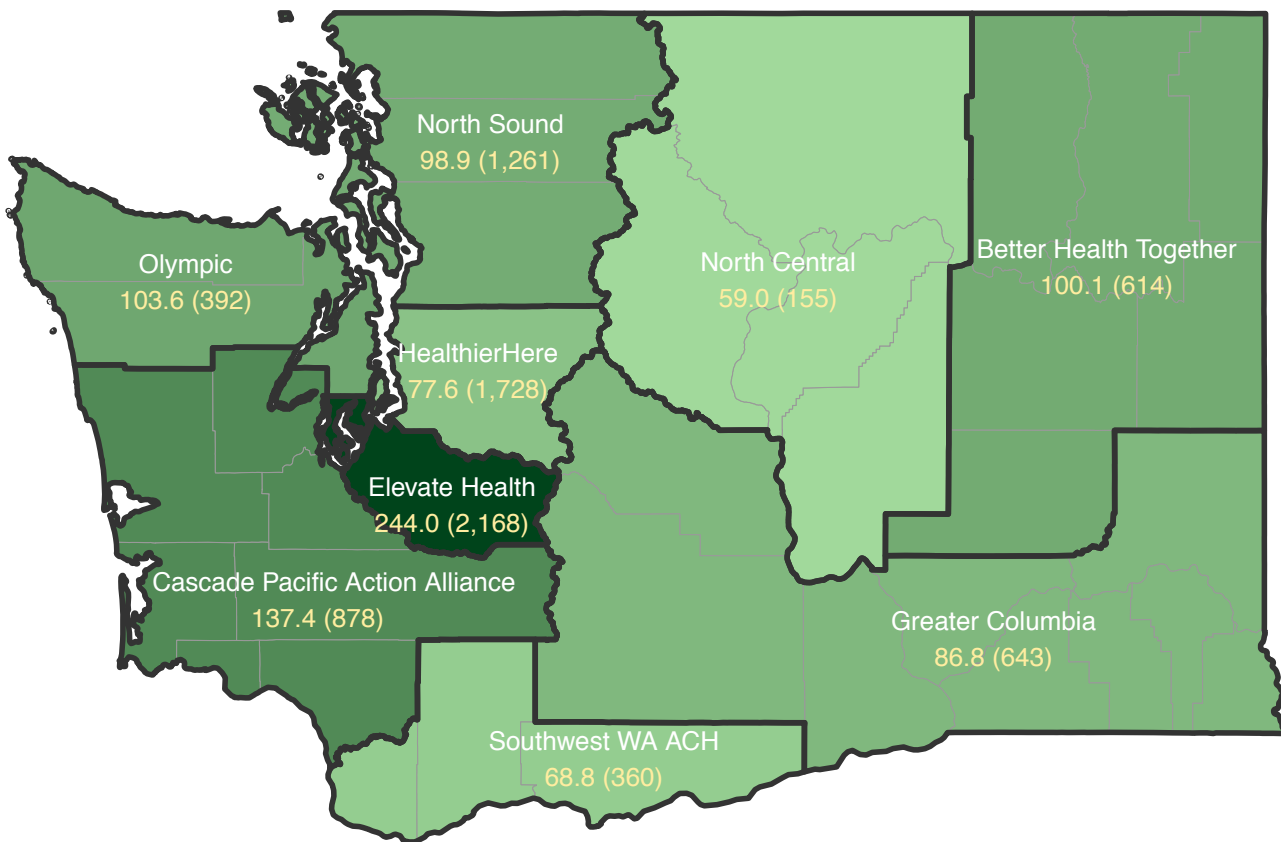 North Sound
98.9 (1,261)
Olympic
103.6 (392)
North Central
59.0 (155)
Better Health Together
100.1 (614)
HealthierHere
77.6 (1,728)
Elevate Health
244.0 (2,168)
Cascade Pacific Action Alliance
137.4 (878)
Greater Columbia
86.8 (643)
Southwest WA ACH
68.8 (360)